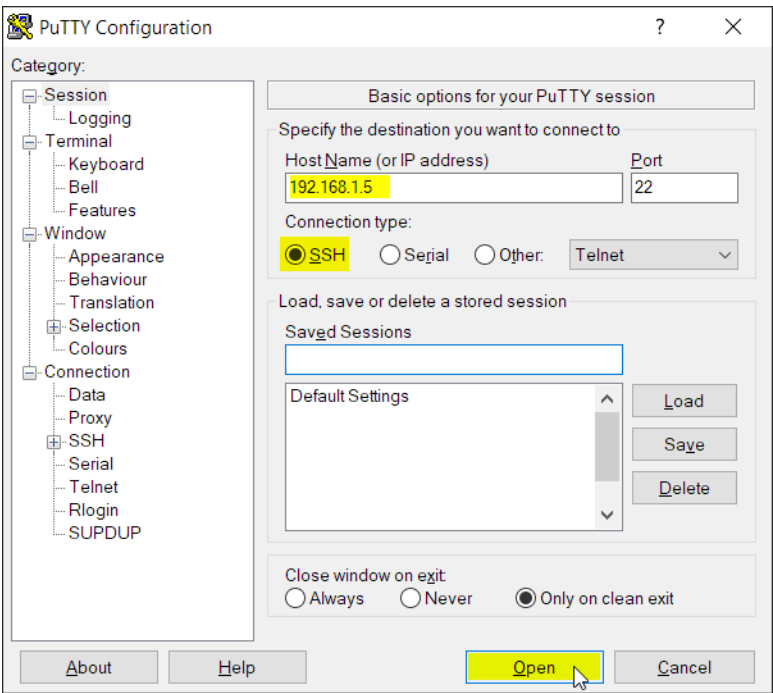 PuTTY Configuration
?
Category:
Session
Logging
Terminal
Keyboard
Bell
Features
Window
Appearance
Behaviour
Translation
Selection
Colours
Connection
Data
Proxy
SSH
Serial
Telnet
Rlogin
SUPDUP
Basic options for your PuTTY session
Specify the destination you want to connect to
Host Name (or IP address) Port
192.168.1.5 22
Connection type:
SSH Serial Other: Telnet
Load, save or delete a stored session
Saved Sessions
Default Settings
Load
Save
Delete
Close window on exit:
Always Never Only on clean exit
About Help Open Cancel